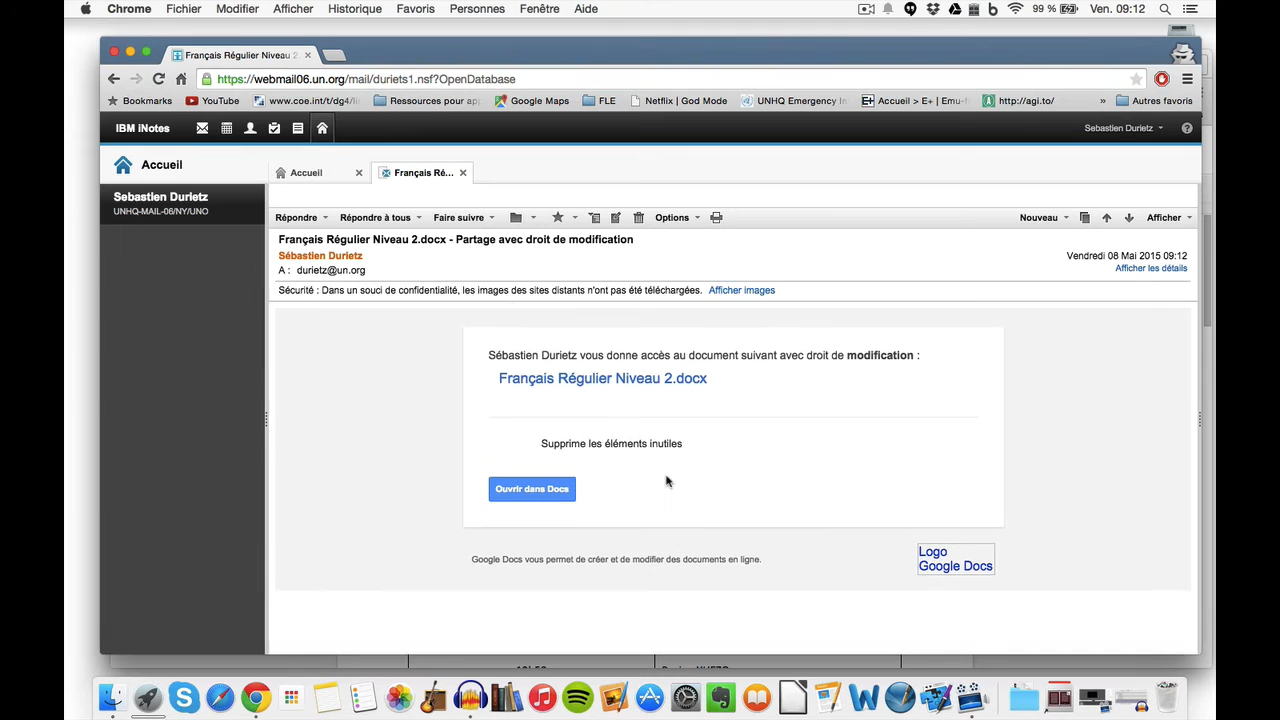 Chrome Fichier Modifier Afficher Historique Favoris Personnes Fenêtre Aide 99 % Ven. 09:12
Français Régulier Niveau 2
https://webmail06.un.org/mail/duriets1.nsf?OpenDatabase
Bookmarks YouTube www.coe.int/t/dg4/li Ressources pour ap Google Maps FLE Netflix | God Mode UNHQ Emergency In Accueil > E+ | Emu-h http://agi.to/ » Autres favoris
IBM iNotes Sebastien Durietz
Accueil
Accueil Français Ré...
Sebastien Durietz
UNHQ-MAIL-06/NY/UNO
Répondre Répondre à tous Faire suivre Options Nouveau Afficher
Français Régulier Niveau 2.docx - Partage avec droit de modification
Sébastien Durietz Vendredi 08 Mai 2015 09:12
A : durietz@un.org Afficher les détails
Sécurité : Dans un souci de confidentialité, les images des sites distants n'ont pas été téléchargées. Afficher images
Sébastien Durietz vous donne accès au document suivant avec droit de modification :
Français Régulier Niveau 2.docx
Supprime les éléments inutiles
Ouvrir dans Docs
Google Docs vous permet de créer et de modifier des documents en ligne.
Logo
Google Docs